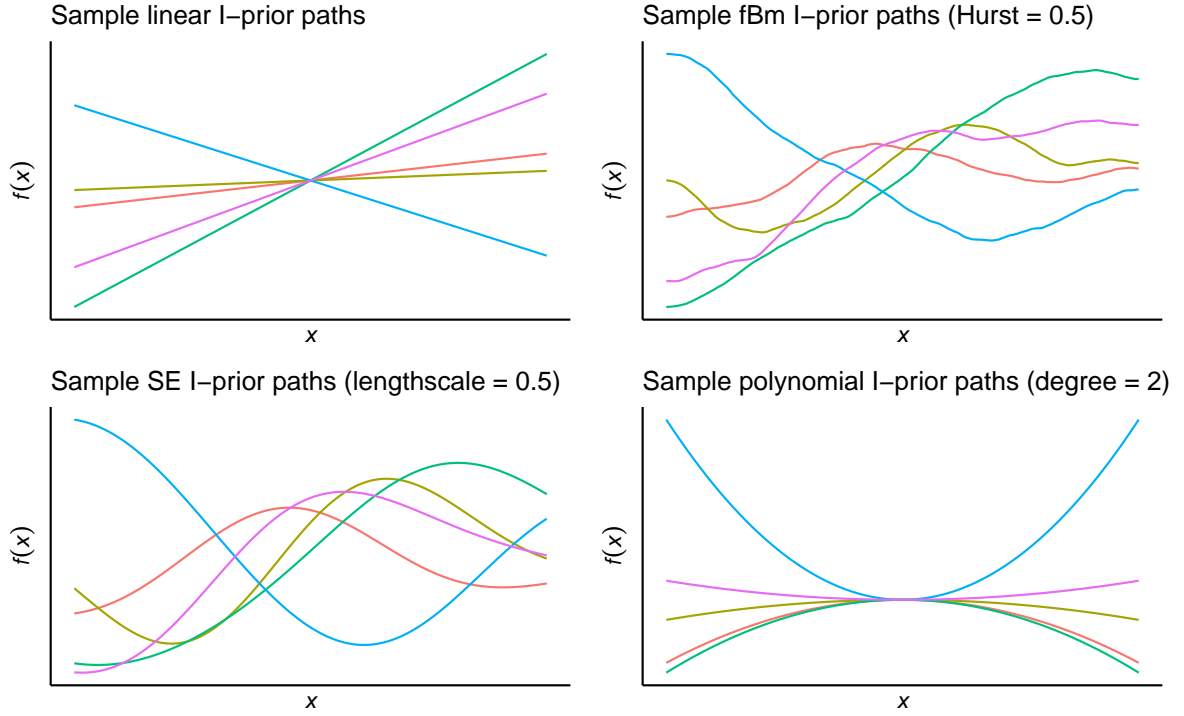 Sample linear I−prior paths
f(x)
x
Sample fBm I−prior paths (Hurst = 0.5)
f(x)
x
Sample SE I−prior paths (lengthscale = 0.5)
f(x)
x
Sample polynomial I−prior paths (degree = 2)
f(x)
x